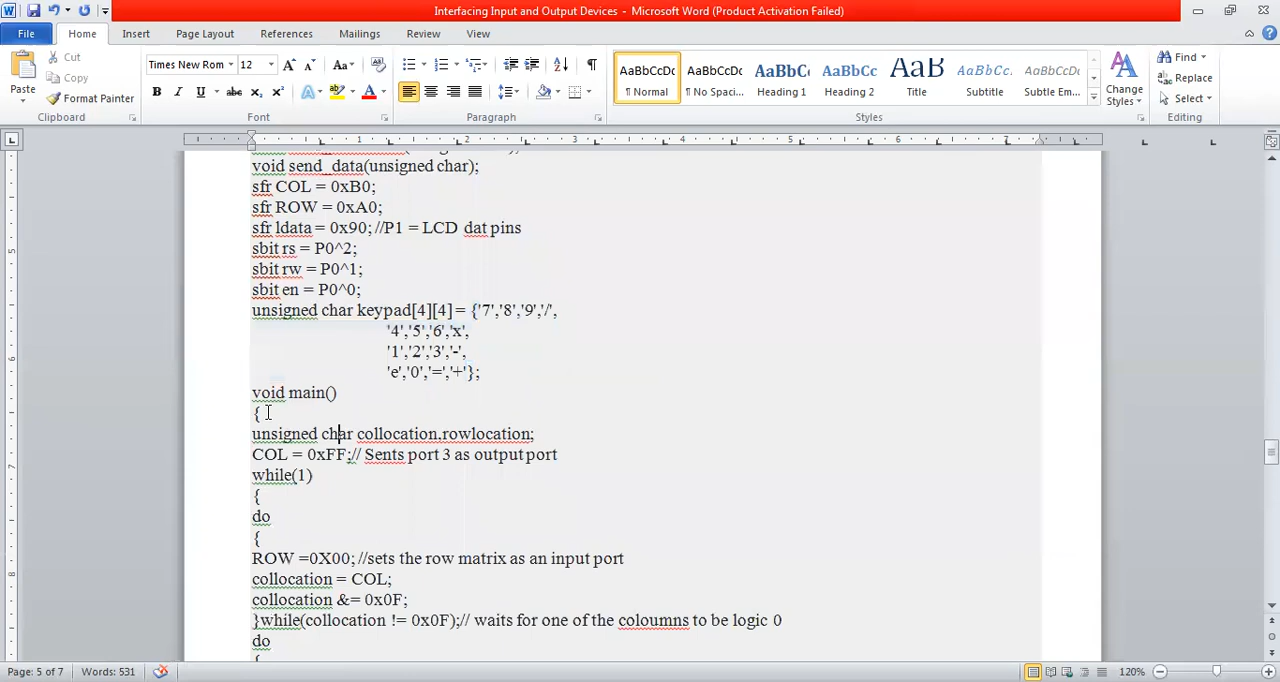 Interfacing Input and Output Devices - Microsoft Word (Product Activation Failed)
File Home Insert Page Layout References Mailings Review View
Paste
Cut
Copy
Format Painter
Clipboard
Times New Rom 12
Font
Paragraph
AaBbCcDc AaBbCcDc AaBbCc AaBbCc AaB AaBbCc. AaBbCcDc
¶ Normal ¶ No Spaci... Heading 1 Heading 2 Title Subtitle Subtle Em...
Styles
Change Styles
Find
Replace
Select
Editing
1 2 3 4 5 6 7
void send_data(unsigned char);
sfr COL = 0xB0;
sfr ROW = 0xA0;
sfr ldata = 0x90; //P1 = LCD dat pins
sbit rs = P0^2;
sbit rw = P0^1;
sbit en = P0^0;
unsigned char keypad[4][4] = {'7','8','9','/',
'4','5','6','x',
'1','2','3','-',
'e','0','=','+'};
void main()
{
unsigned char collocation,rowlocation;
COL = 0xFF;// Sents port 3 as output port
while(1)
{
do
{
ROW =0X00; //sets the row matrix as an input port
collocation = COL;
collocation &= 0x0F;
}while(collocation != 0x0F);// waits for one of the coloumns to be logic 0
do
Page: 5 of 7 Words: 531 120%